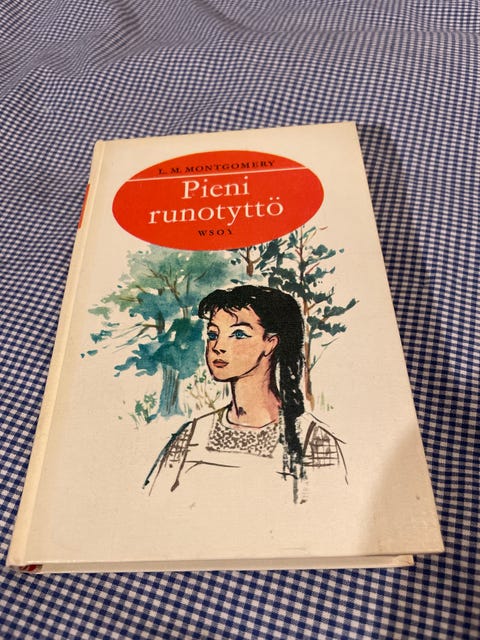 L. M. MONTGOMERY
Pieni
runotyttö
WSOY